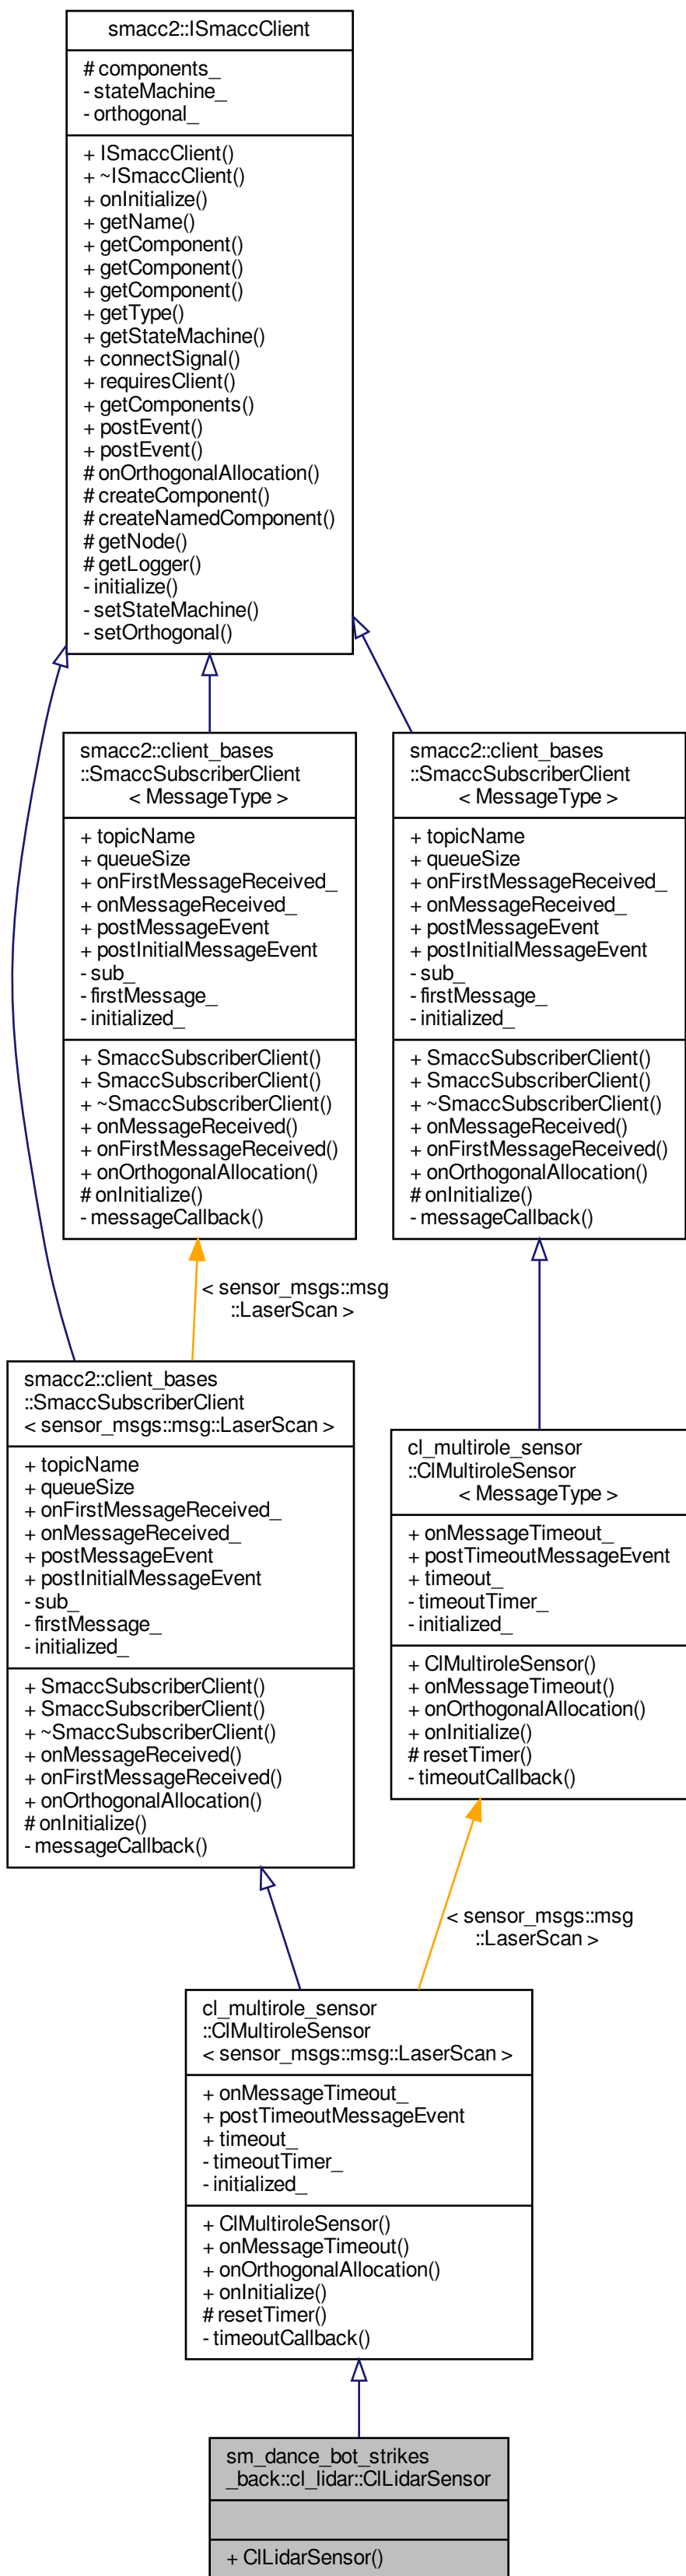 smacc2::ISmaccClient
# components_
- stateMachine_
- orthogonal_
+ ISmaccClient()
+ ~ISmaccClient()
+ onInitialize()
+ getName()
+ getComponent()
+ getComponent()
+ getComponent()
+ getType()
+ getStateMachine()
+ connectSignal()
+ requiresClient()
+ getComponents()
+ postEvent()
+ postEvent()
# onOrthogonalAllocation()
# createComponent()
# createNamedComponent()
# getNode()
# getLogger()
- initialize()
- setStateMachine()
- setOrthogonal()
smacc2::client_bases
::SmaccSubscriberClient
< MessageType >
+ topicName
+ queueSize
+ onFirstMessageReceived_
+ onMessageReceived_
+ postMessageEvent
+ postInitialMessageEvent
- sub_
- firstMessage_
- initialized_
+ SmaccSubscriberClient()
+ SmaccSubscriberClient()
+ ~SmaccSubscriberClient()
+ onMessageReceived()
+ onFirstMessageReceived()
+ onOrthogonalAllocation()
# onInitialize()
- messageCallback()
smacc2::client_bases
::SmaccSubscriberClient
< MessageType >
+ topicName
+ queueSize
+ onFirstMessageReceived_
+ onMessageReceived_
+ postMessageEvent
+ postInitialMessageEvent
- sub_
- firstMessage_
- initialized_
+ SmaccSubscriberClient()
+ SmaccSubscriberClient()
+ ~SmaccSubscriberClient()
+ onMessageReceived()
+ onFirstMessageReceived()
+ onOrthogonalAllocation()
# onInitialize()
- messageCallback()
< sensor_msgs::msg
::LaserScan >
smacc2::client_bases
::SmaccSubscriberClient
< sensor_msgs::msg::LaserScan >
+ topicName
+ queueSize
+ onFirstMessageReceived_
+ onMessageReceived_
+ postMessageEvent
+ postInitialMessageEvent
- sub_
- firstMessage_
- initialized_
+ SmaccSubscriberClient()
+ SmaccSubscriberClient()
+ ~SmaccSubscriberClient()
+ onMessageReceived()
+ onFirstMessageReceived()
+ onOrthogonalAllocation()
# onInitialize()
- messageCallback()
cl_multirole_sensor
::ClMultiroleSensor
< MessageType >
+ onMessageTimeout_
+ postTimeoutMessageEvent
+ timeout_
- timeoutTimer_
- initialized_
+ ClMultiroleSensor()
+ onMessageTimeout()
+ onOrthogonalAllocation()
+ onInitialize()
# resetTimer()
- timeoutCallback()
< sensor_msgs::msg
::LaserScan >
cl_multirole_sensor
::ClMultiroleSensor
< sensor_msgs::msg::LaserScan >
+ onMessageTimeout_
+ postTimeoutMessageEvent
+ timeout_
- timeoutTimer_
- initialized_
+ ClMultiroleSensor()
+ onMessageTimeout()
+ onOrthogonalAllocation()
+ onInitialize()
# resetTimer()
- timeoutCallback()
sm_dance_bot_strikes
_back::cl_lidar::ClLidarSensor
+ ClLidarSensor()